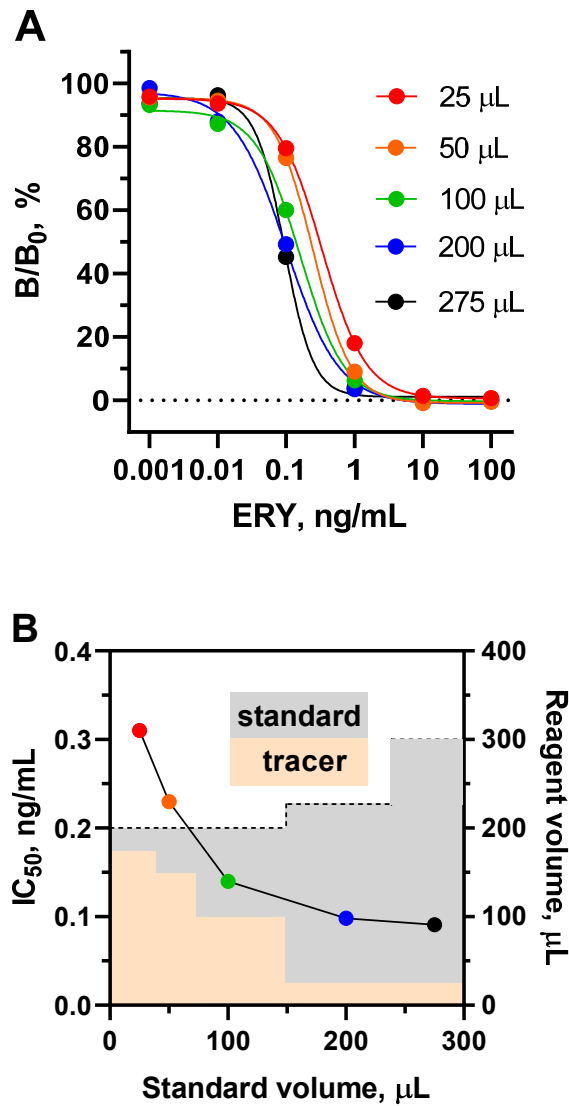 A
B/B0, %
100
80
60
40
20
0
25 μL
50 μL
100 μL
200 μL
275 μL
0.001 0.01 0.1 1 10 100
ERY, ng/mL
B
IC50, ng/mL
0.4
0.3
0.2
0.1
0.0
standard
tracer
400
300
200
100
0
Reagent volume, μL
0 100 200 300
Standard volume, μL